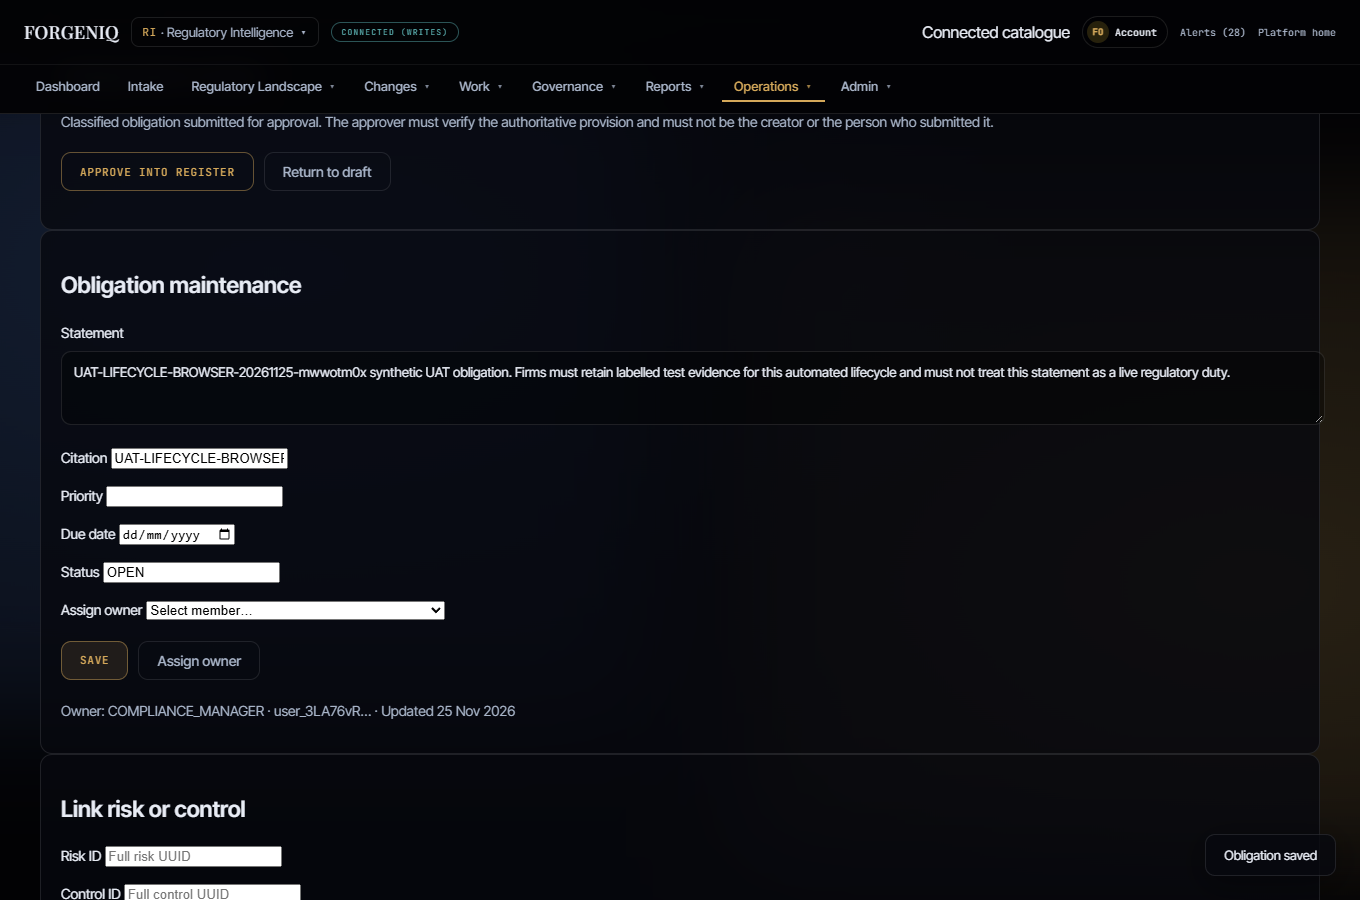 FORGENIQ
RI · Regulatory Intelligence
CONNECTED (WRITES)
Connected catalogue
FO Account
Alerts (28)
Platform home
Dashboard
Intake
Regulatory Landscape
Changes
Work
Governance
Reports
Operations
Admin
Classified obligation submitted for approval. The approver must verify the authoritative provision and must not be the creator or the person who submitted it.
APPROVE INTO REGISTER
Return to draft
Obligation maintenance
Statement
UAT-LIFECYCLE-BROWSER-20261125-mwwotm0x synthetic UAT obligation. Firms must retain labelled test evidence for this automated lifecycle and must not treat this statement as a live regulatory duty.
Citation UAT-LIFECYCLE-BROWSER
Priority
Due date dd/mm/yyyy
Status OPEN
Assign owner Select member...
SAVE
Assign owner
Owner: COMPLIANCE_MANAGER · user_3LA76vR... · Updated 25 Nov 2026
Link risk or control
Risk ID Full risk UUID
Control ID Full control UUID
Obligation saved